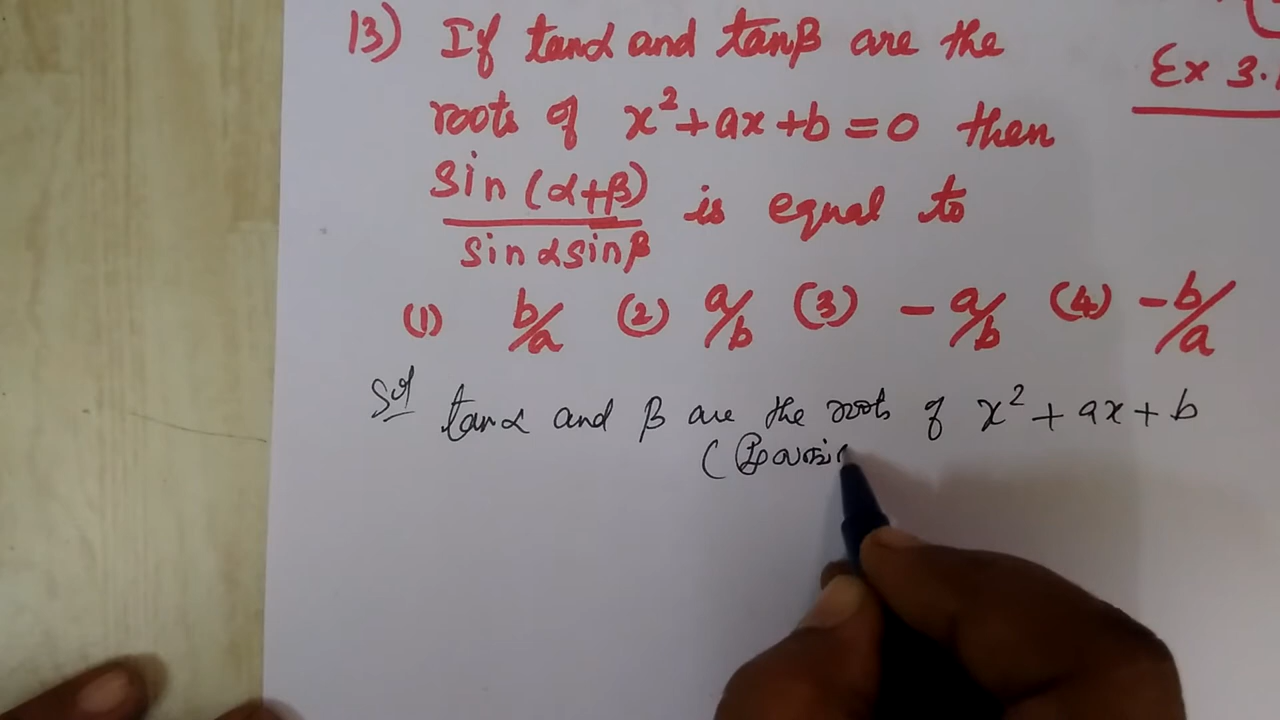 13) If tanα and tanβ are the
Ex 3.
roots of x²+ax+b=0 then
sin(α+β)
is equal to
sinαsinβ
(1) b/a (2) a/b (3) -a/b (4) -b/a
Sol tanα and β are the roots of x²+ax+b
(